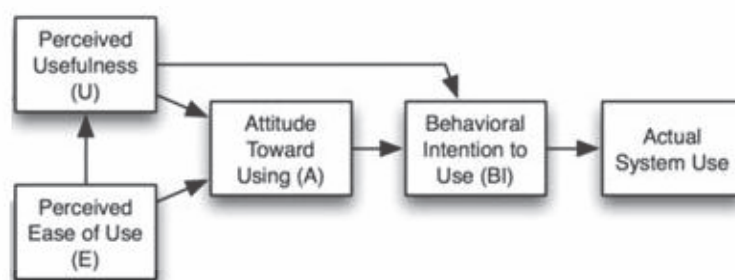 Perceived
Usefulness
(U)
Attitude
Toward
Using (A)
Behavioral
Intention to
Use (BI)
Actual
System Use
Perceived
Ease of Use
(E)